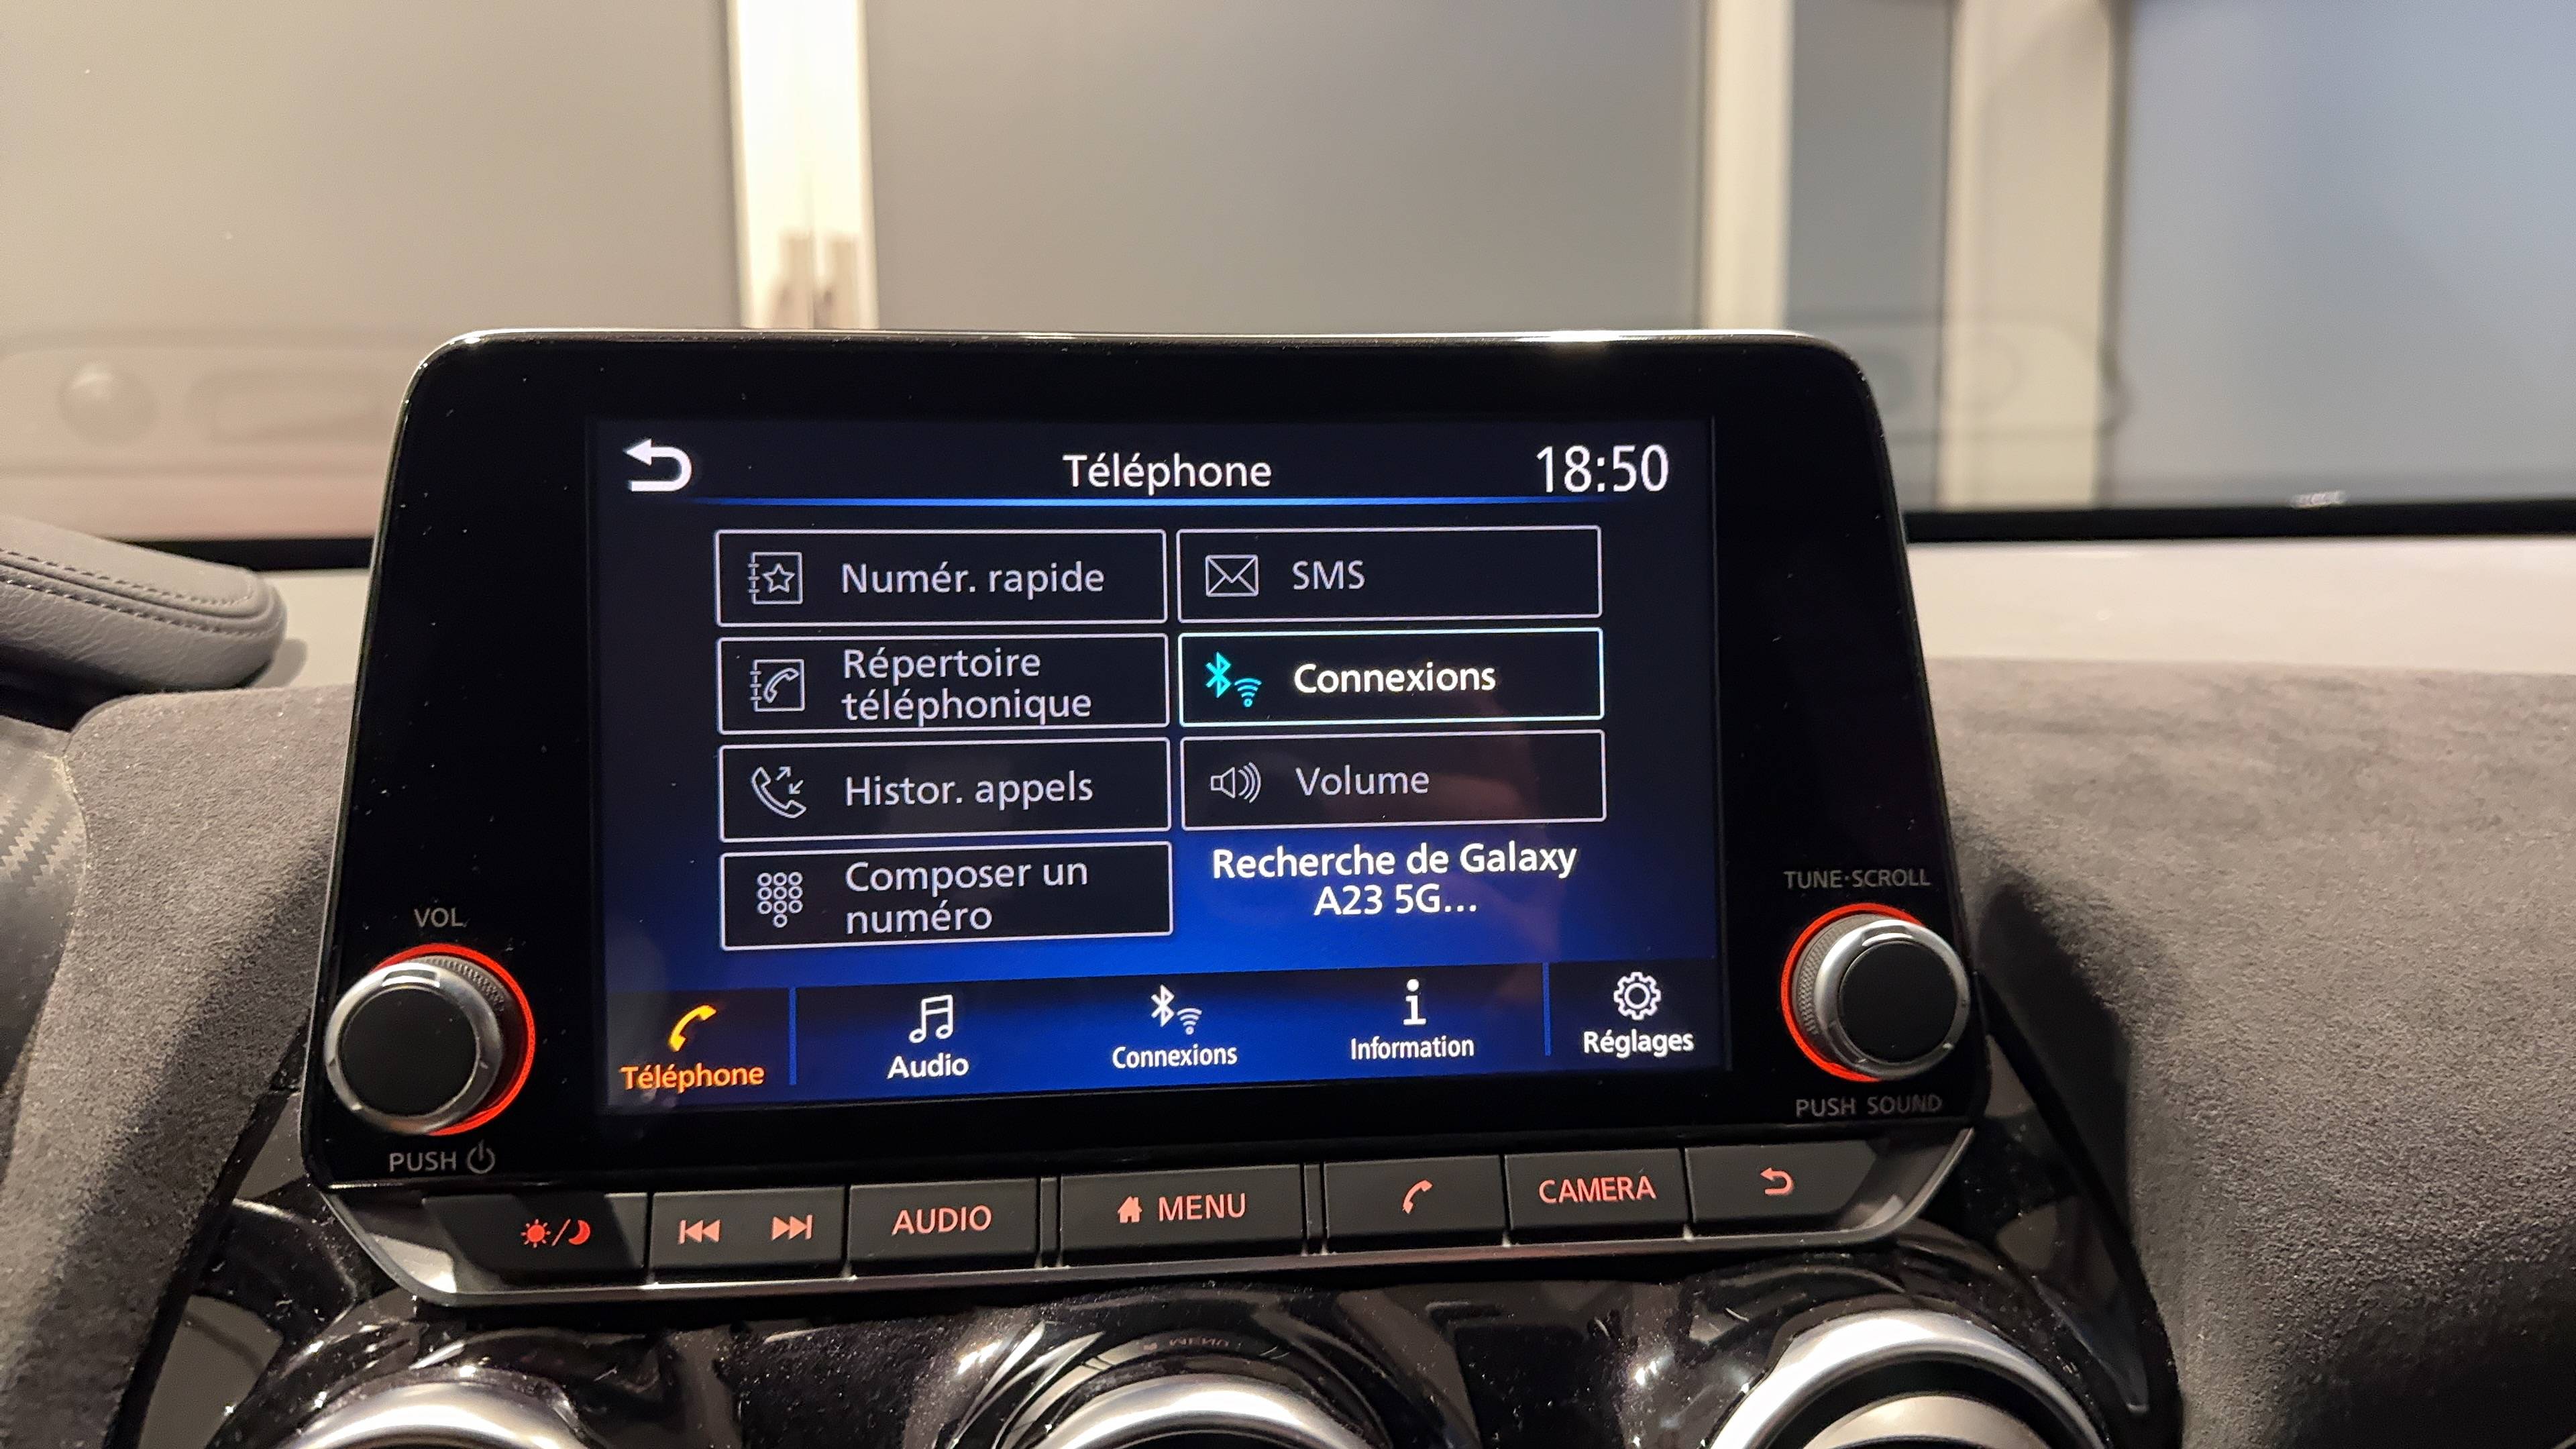 Téléphone
18:50
Numér. rapide
SMS
Répertoire
téléphonique
Connexions
Histor. appels
Volume
Composer un
numéro
Recherche de Galaxy
A23 5G...
Téléphone
Audio
Connexions
Information
Réglages
VOL
PUSH
TUNE·SCROLL
PUSH SOUND
AUDIO
MENU
CAMERA